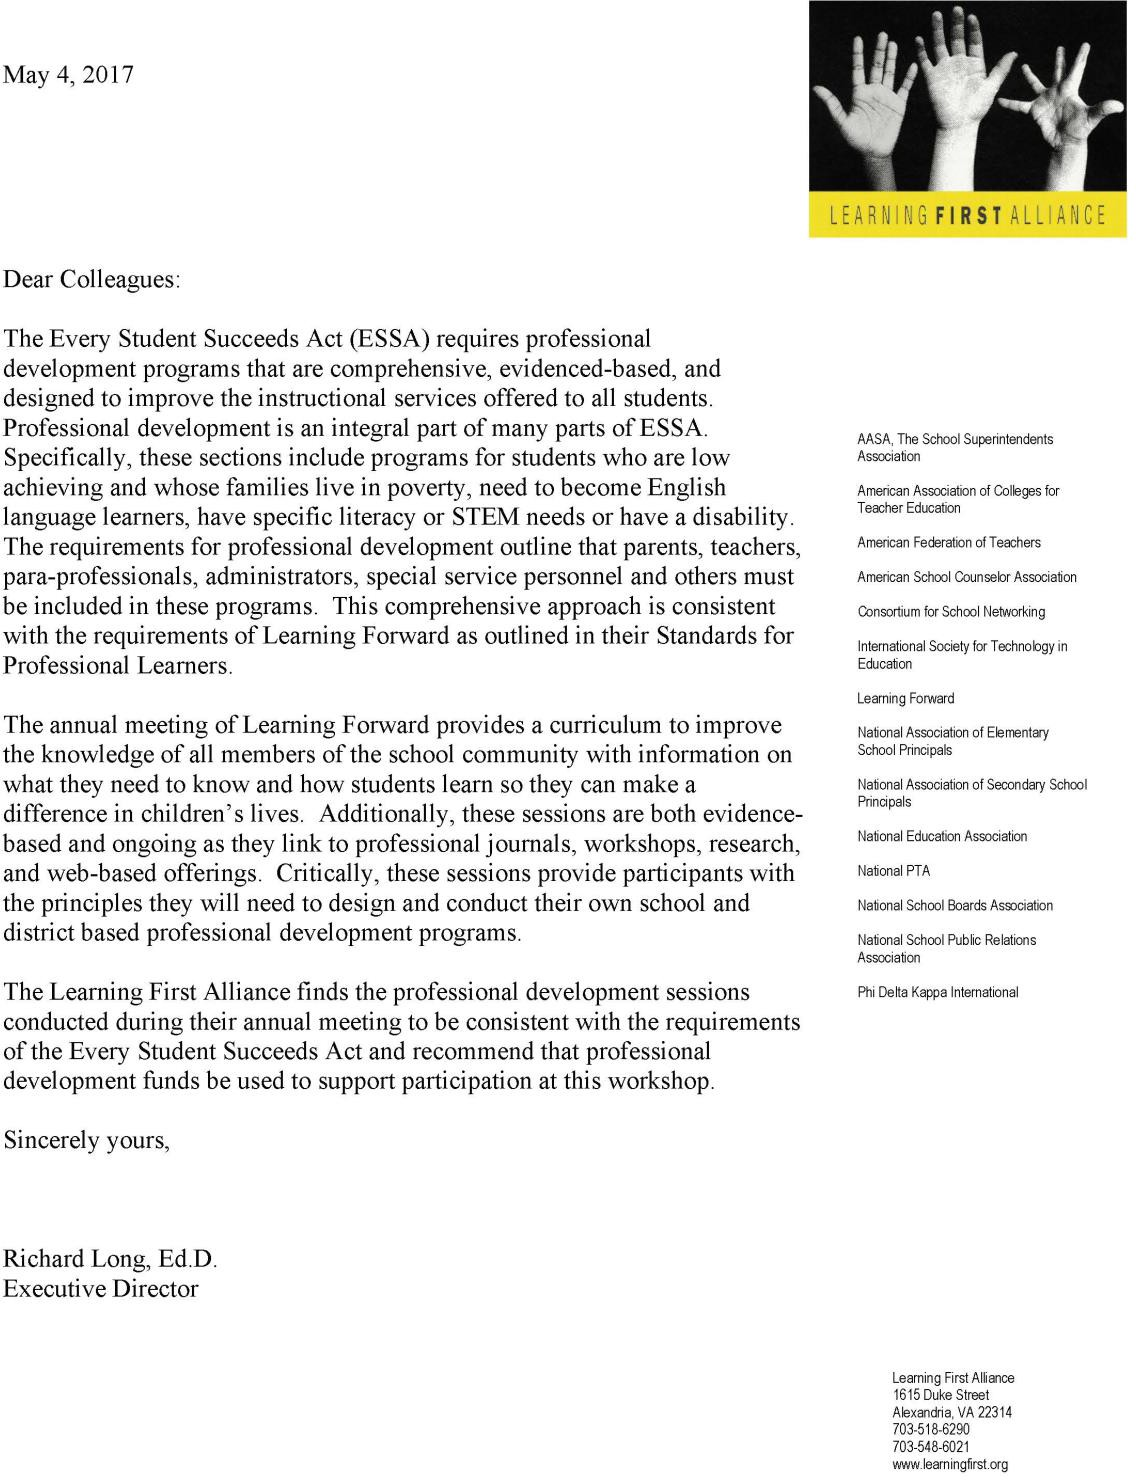 May 4, 2017
LEARNING FIRST ALLIANCE
Dear Colleagues:
The Every Student Succeeds Act (ESSA) requires professional
development programs that are comprehensive, evidenced-based, and
designed to improve the instructional services offered to all students.
Professional development is an integral part of many parts of ESSA.
Specifically, these sections include programs for students who are low
achieving and whose families live in poverty, need to become English
language learners, have specific literacy or STEM needs or have a disability.
The requirements for professional development outline that parents, teachers,
para-professionals, administrators, special service personnel and others must
be included in these programs.  This comprehensive approach is consistent
with the requirements of Learning Forward as outlined in their Standards for
Professional Learners.
The annual meeting of Learning Forward provides a curriculum to improve
the knowledge of all members of the school community with information on
what they need to know and how students learn so they can make a
difference in children's lives.  Additionally, these sessions are both evidence-
based and ongoing as they link to professional journals, workshops, research,
and web-based offerings.  Critically, these sessions provide participants with
the principles they will need to design and conduct their own school and
district based professional development programs.
The Learning First Alliance finds the professional development sessions
conducted during their annual meeting to be consistent with the requirements
of the Every Student Succeeds Act and recommend that professional
development funds be used to support participation at this workshop.
Sincerely yours,
Richard Long, Ed.D.
Executive Director
AASA, The School Superintendents
Association
American Association of Colleges for
Teacher Education
American Federation of Teachers
American School Counselor Association
Consortium for School Networking
International Society for Technology in
Education
Learning Forward
National Association of Elementary
School Principals
National Association of Secondary School
Principals
National Education Association
National PTA
National School Boards Association
National School Public Relations
Association
Phi Delta Kappa International
Learning First Alliance
1615 Duke Street
Alexandria, VA 22314
703-518-6290
703-548-6021
www.learningfirst.org